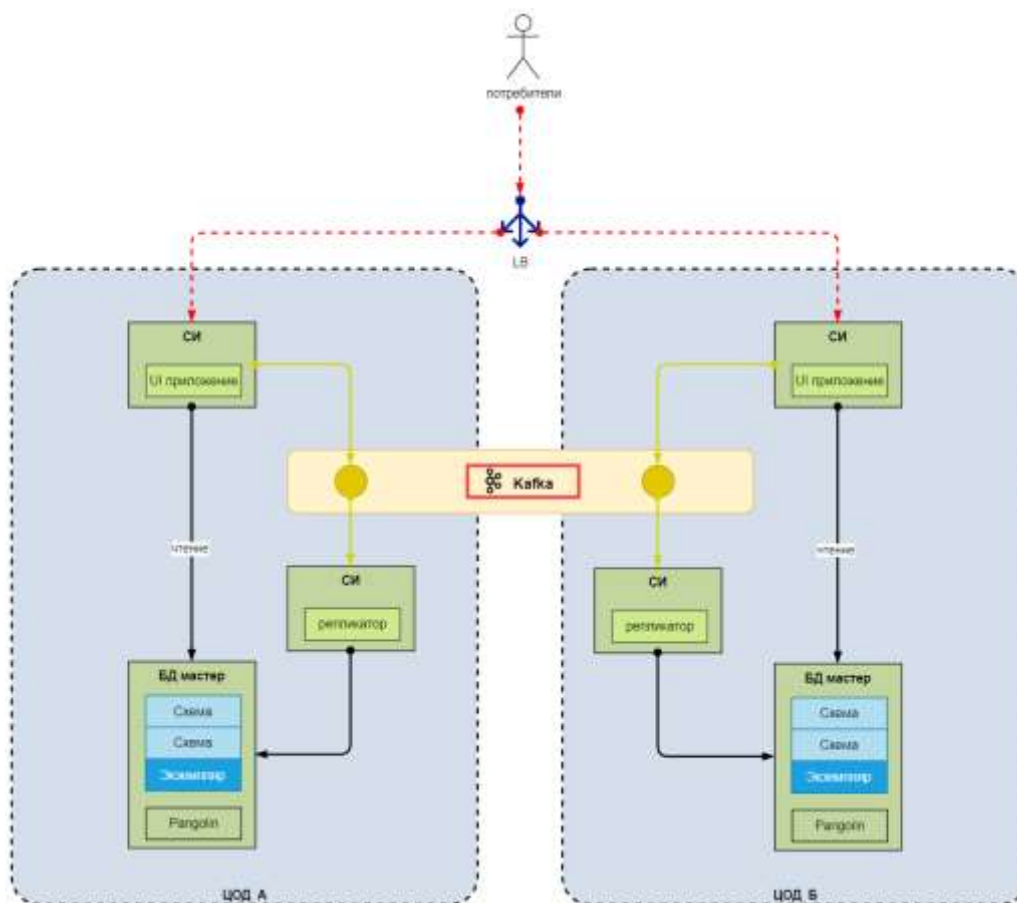 потребители
LB
СИ
UI приложение
СИ
UI приложение
Kafka
чтение
чтение
СИ
репликатор
СИ
репликатор
БД мастер
Схема
Схема
Экземпляр
Pangolin
БД мастер
Схема
Схема
Экземпляр
Pangolin
ЦОД А
ЦОД Б